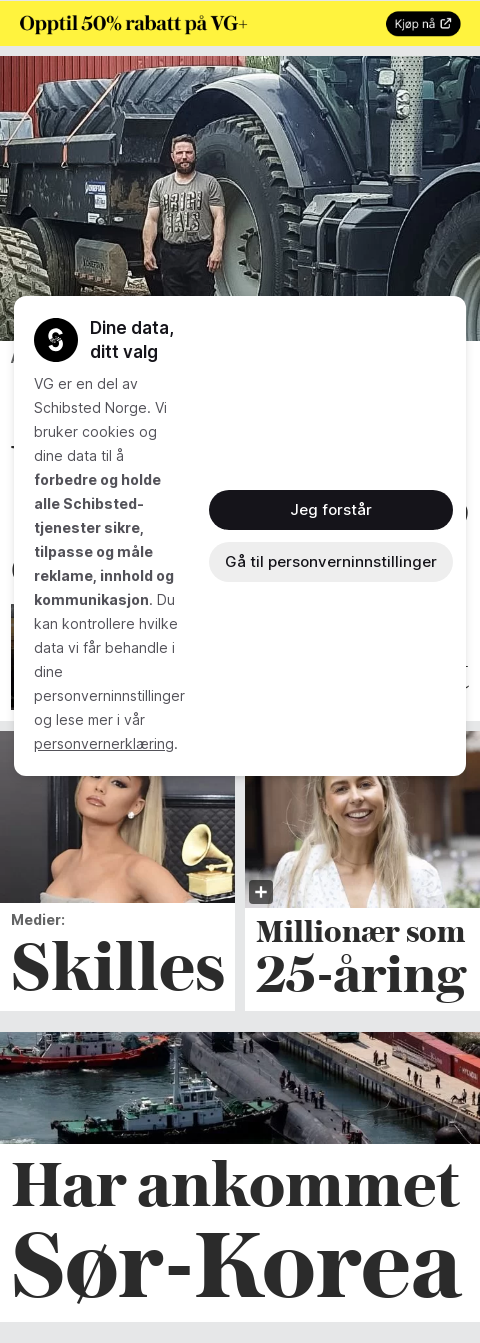 Opptil 50% rabatt på VG+
Kjøp nå
Dine data,
ditt valg
VG er en del av
Schibsted Norge. Vi
bruker cookies og
dine data til å
forbedre og holde
alle Schibsted-
tjenester sikre,
tilpasse og måle
reklame, innhold og
kommunikasjon. Du
kan kontrollere hvilke
data vi får behandle i
dine
personverninnstillinger
og lese mer i vår
personvernerklæring.
Jeg forstår
Gå til personverninnstillinger
Medier:
Skilles
Millionær som
25-åring
Har ankommet
Sør-Korea